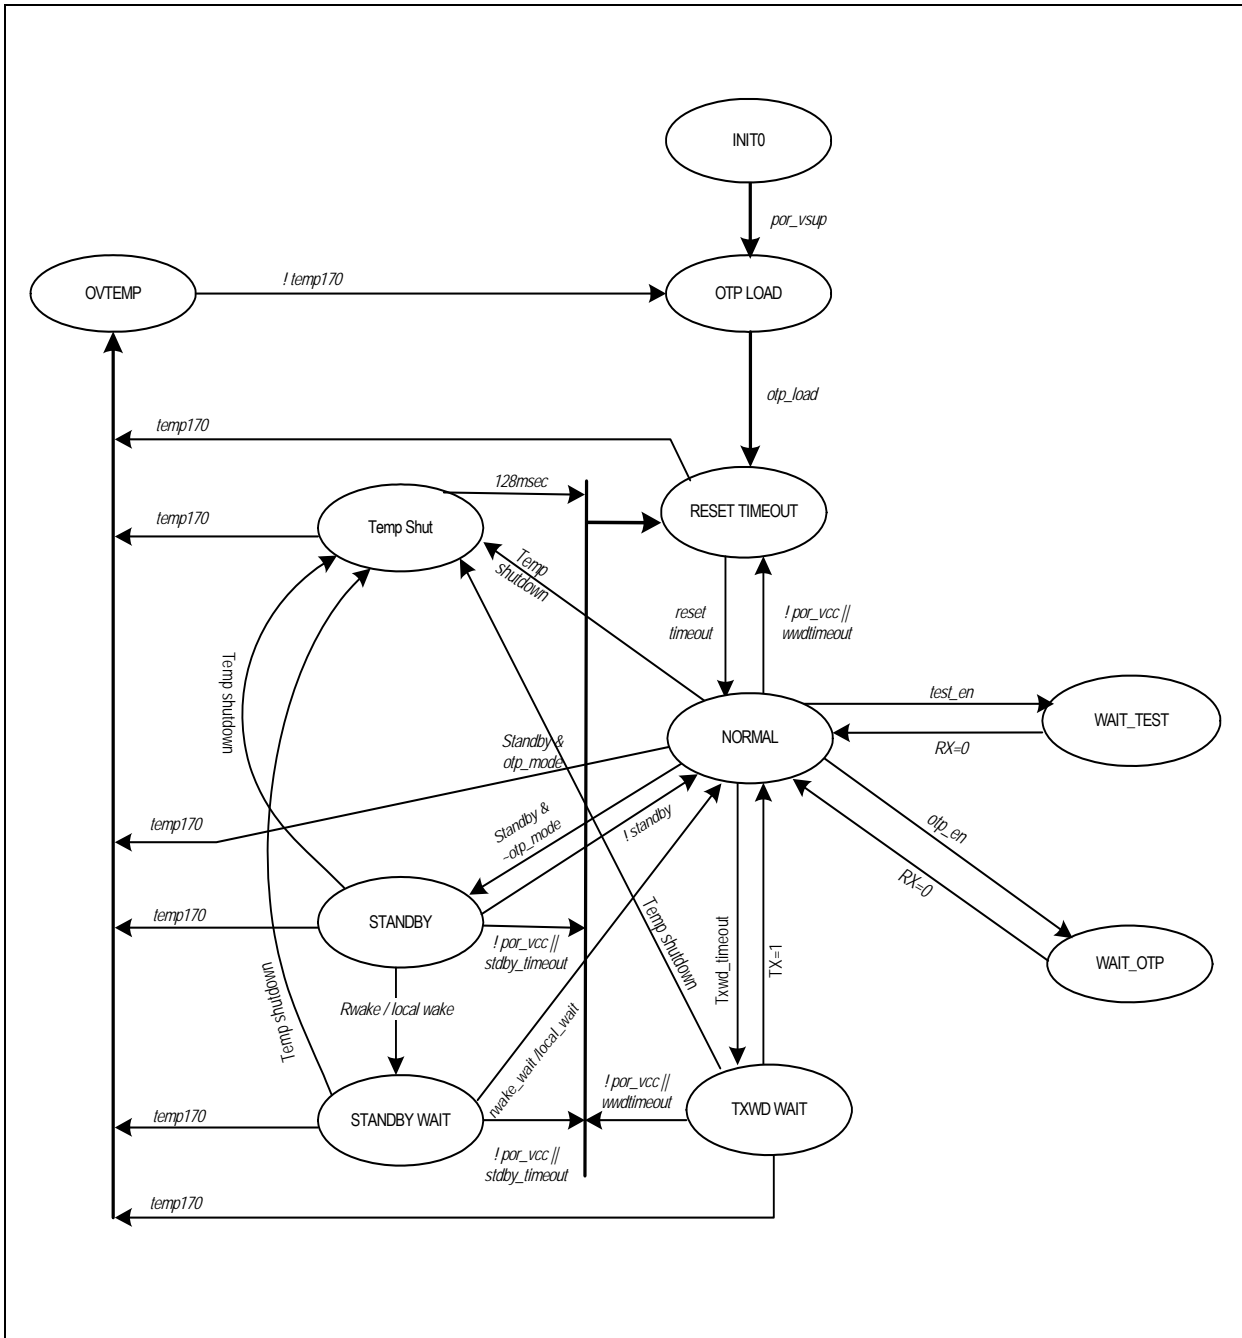 INIT0
por_vsup
OVTEMP
! temp170
OTP LOAD
otp_load
temp170
128msec
RESET TIMEOUT
Temp Shut
temp170
Temp
shutdown
reset
timeout
! por_vcc ||
wwdtimeout
Temp shutdown
test_en
WAIT_TEST
NORMAL
RX=0
Standby &
otp_mode
temp170
Standby &
~otp_mode
! standby
otp_en
RX=0
STANDBY
temp170
! por_vcc ||
stdby_timeout
Temp shutdown
Txwd_timeout
TX=1
WAIT_OTP
Rwake / local wake
Temp shutdown
rwake_wait /local_wait
! por_vcc ||
wwdtimeout
TXWD WAIT
STANDBY WAIT
temp170
! por_vcc ||
stdby_timeout
temp170